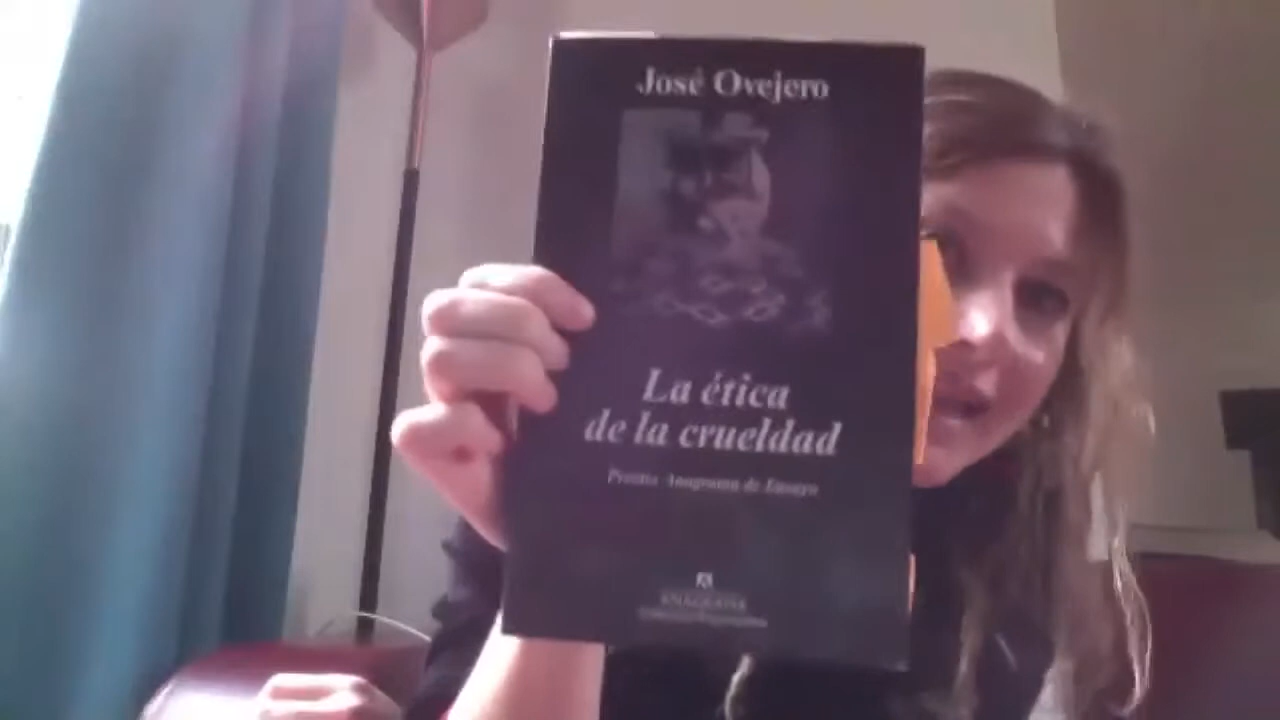 José Ovejero
La ética
de la crueldad
Premio Anagrama de Ensayo
ANAGRAMA